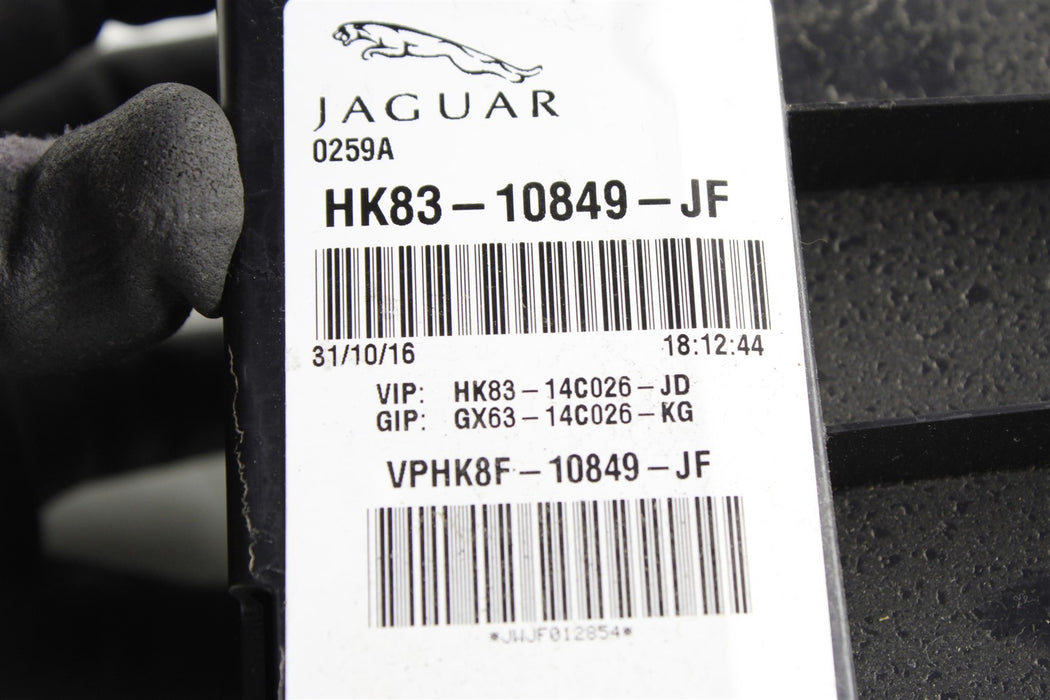 JAGUAR
0259A
HK83-10849-JF
31/10/16 18:12:44
VIP: HK83-14C026-JD
GIP: GX63-14C026-KG
VPHK8F-10849-JF
*JWJF012854*